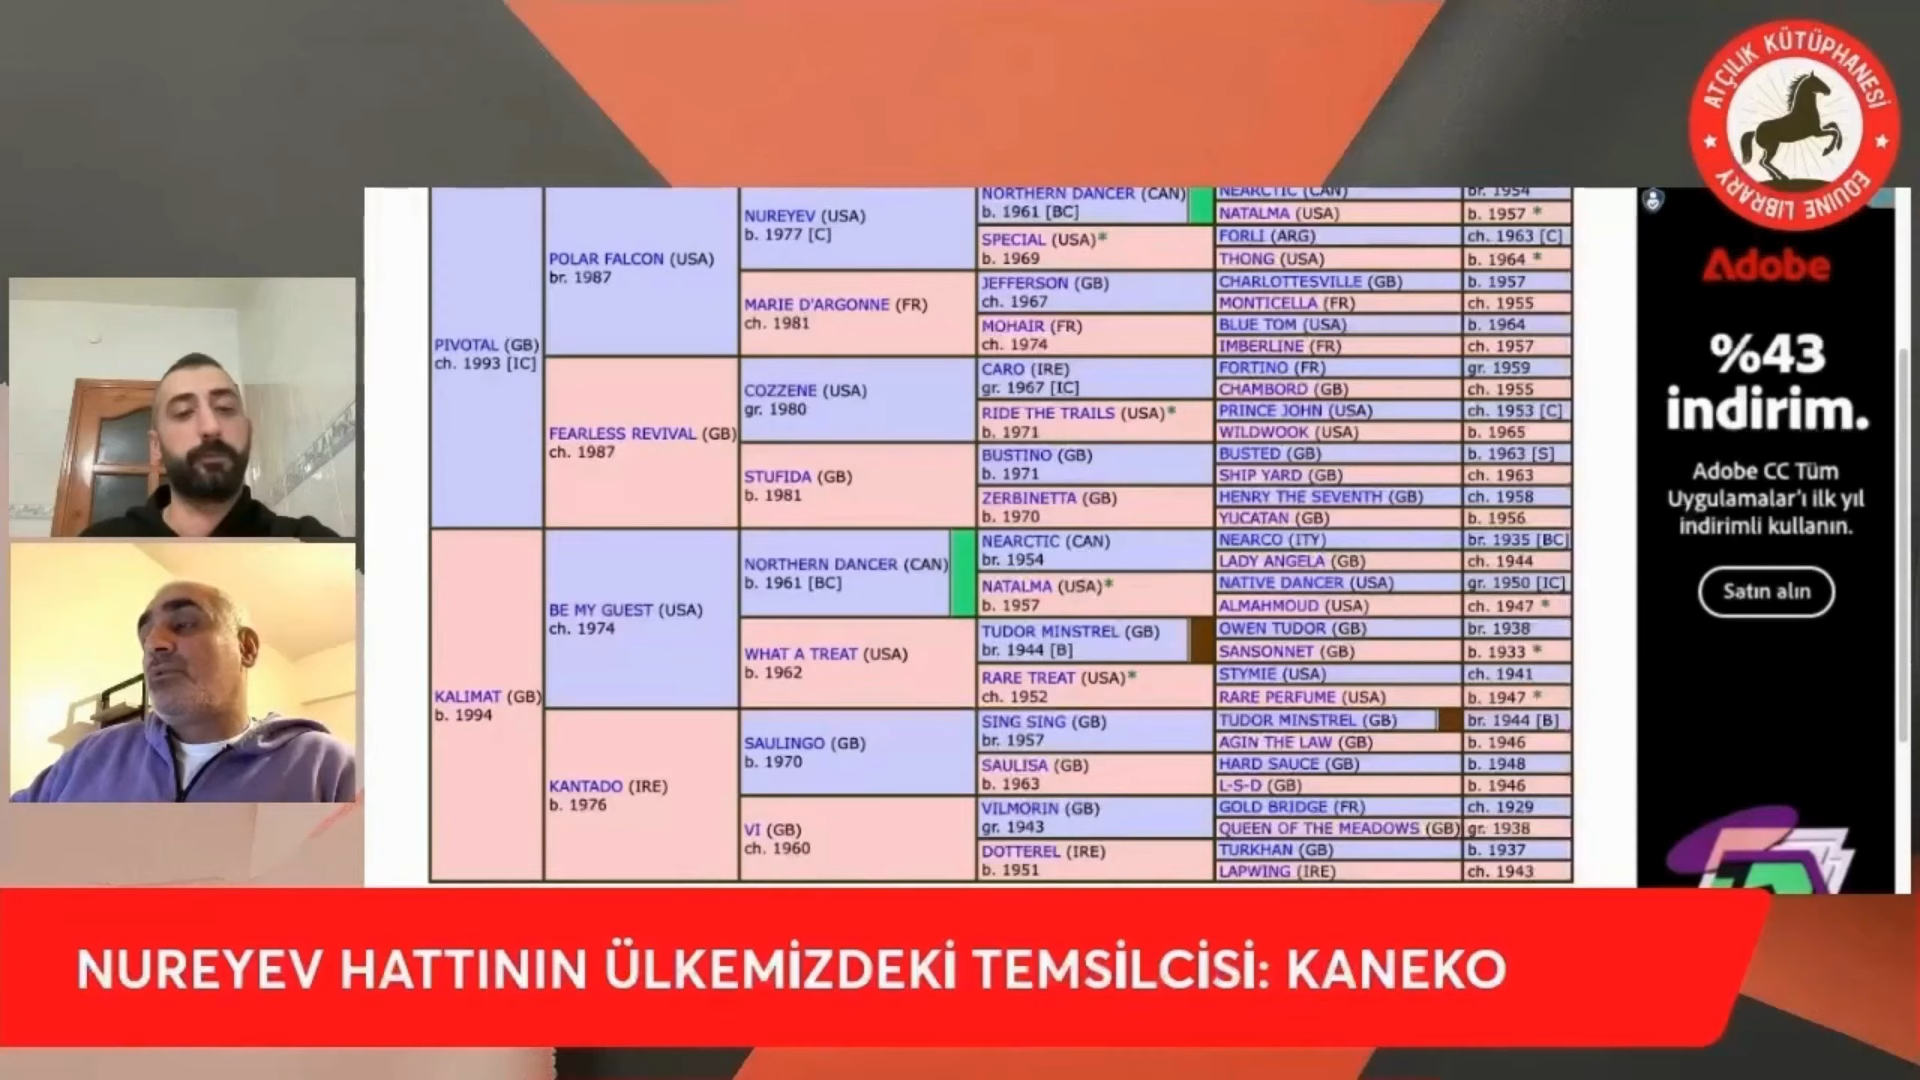 ATÇILIK KÜTÜPHANESİ
EQUINE LIBRARY
PIVOTAL (GB)
ch. 1993 [IC]
KALIMAT (GB)
b. 1994
POLAR FALCON (USA)
br. 1987
FEARLESS REVIVAL (GB)
ch. 1987
BE MY GUEST (USA)
ch. 1974
KANTADO (IRE)
b. 1976
NUREYEV (USA)
b. 1977 [C]
MARIE D'ARGONNE (FR)
ch. 1981
COZZENE (USA)
gr. 1980
STUFIDA (GB)
b. 1981
NORTHERN DANCER (CAN)
b. 1961 [BC]
WHAT A TREAT (USA)
b. 1962
SAULINGO (GB)
b. 1970
VI (GB)
ch. 1960
NORTHERN DANCER (CAN)
b. 1961 [BC]
SPECIAL (USA)*
b. 1969
JEFFERSON (GB)
ch. 1967
MOHAIR (FR)
ch. 1974
CARO (IRE)
gr. 1967 [IC]
RIDE THE TRAILS (USA)*
b. 1971
BUSTINO (GB)
b. 1971
ZERBINETTA (GB)
b. 1970
NEARCTIC (CAN)
br. 1954
NATALMA (USA)*
b. 1957
TUDOR MINSTREL (GB)
br. 1944 [B]
RARE TREAT (USA)*
ch. 1952
SING SING (GB)
br. 1957
SAULISA (GB)
b. 1963
VILMORIN (GB)
gr. 1943
DOTTEREL (IRE)
b. 1951
NEARCTIC (CAN) br. 1954
NATALMA (USA) b. 1957 *
FORLI (ARG) ch. 1963 [C]
THONG (USA) b. 1964 *
CHARLOTTESVILLE (GB) b. 1957
MONTICELLA (FR) ch. 1955
BLUE TOM (USA) b. 1964
IMBERLINE (FR) ch. 1957
FORTINO (FR) gr. 1959
CHAMBORD (GB) ch. 1955
PRINCE JOHN (USA) ch. 1953 [C]
WILDWOOK (USA) b. 1965
BUSTED (GB) b. 1963 [S]
SHIP YARD (GB) ch. 1963
HENRY THE SEVENTH (GB) ch. 1958
YUCATAN (GB) b. 1956
NEARCO (ITY) br. 1935 [BC]
LADY ANGELA (GB) ch. 1944
NATIVE DANCER (USA) gr. 1950 [IC]
ALMAHMOUD (USA) ch. 1947 *
OWEN TUDOR (GB) br. 1938
SANSONNET (GB) b. 1933 *
STYMIE (USA) ch. 1941
RARE PERFUME (USA) b. 1947 *
TUDOR MINSTREL (GB) br. 1944 [B]
AGIN THE LAW (GB) b. 1946
HARD SAUCE (GB) b. 1948
L-S-D (GB) b. 1946
GOLD BRIDGE (FR) ch. 1929
QUEEN OF THE MEADOWS (GB) gr. 1938
TURKHAN (GB) b. 1937
LAPWING (IRE) ch. 1943
Adobe
%43
indirim.
Adobe CC Tüm
Uygulamalar'ı ilk yıl
indirimli kullanın.
Satın alın
NUREYEV HATTININ ÜLKEMİZDEKİ TEMSİLCİSİ: KANEKO